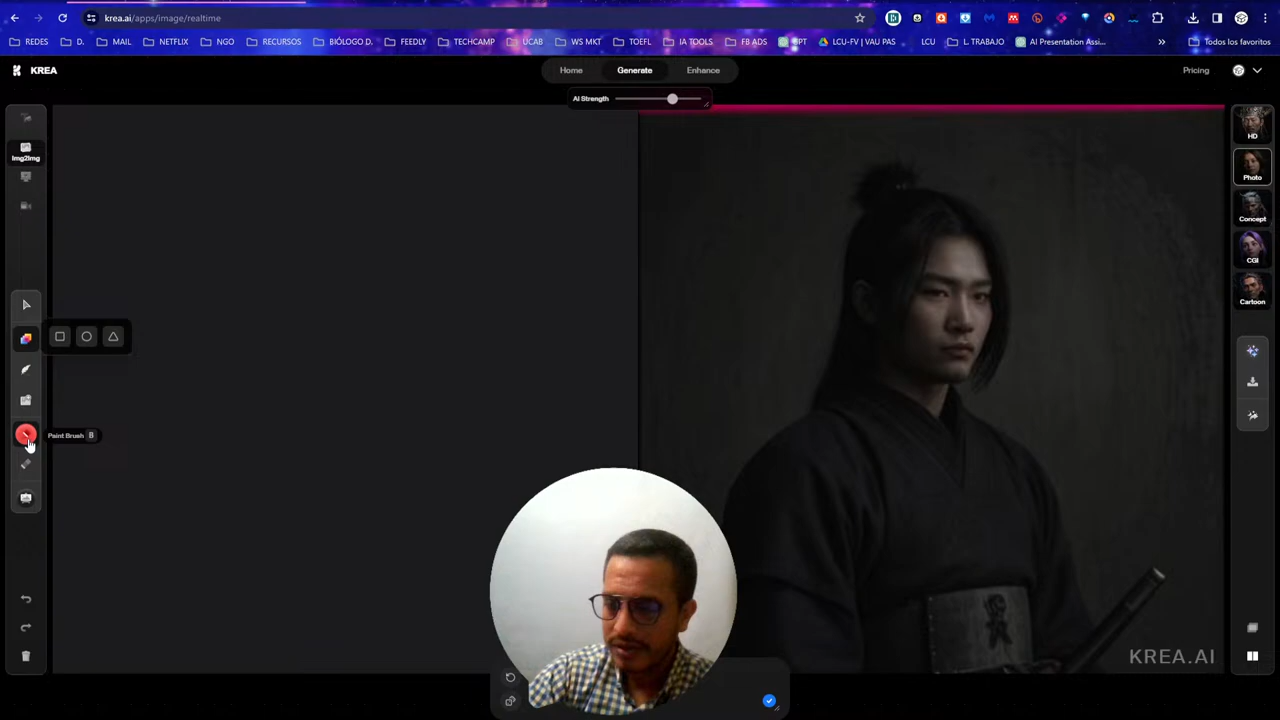 krea.ai/apps/image/realtime
REDES D. MAIL NETFLIX NGO RECURSOS BIÓLOGO D. FEEDLY TECHCAMP UCAB WS MKT TOEFL IA TOOLS FB ADS GPT LCU-FV | VAU PAS LCU L. TRABAJO AI Presentation Assi... » Todos los favoritos
KREA Home Generate Enhance Pricing
AI Strength
HD
Img2Img
Photo
Concept
CGI
Cartoon
Paint Brush B
KREA.AI